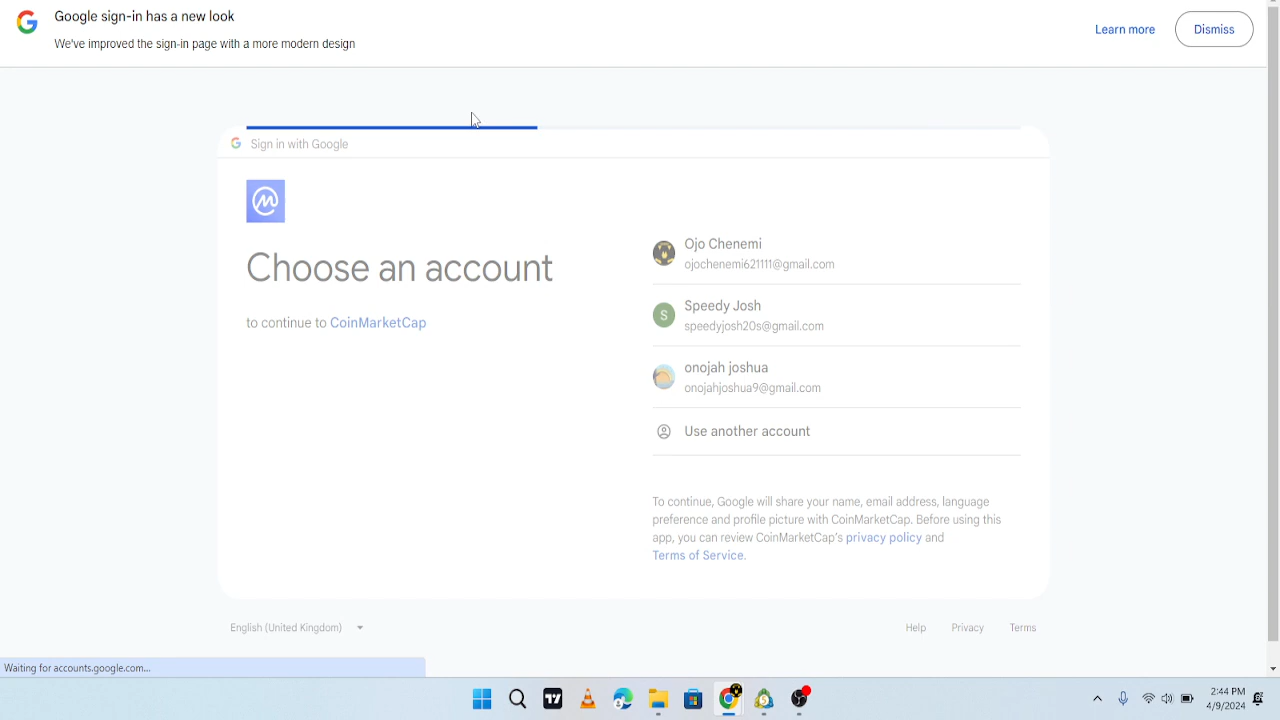 Google sign-in has a new look
We've improved the sign-in page with a more modern design
Learn more
Dismiss
Sign in with Google
Choose an account
to continue to CoinMarketCap
Ojo Chenemi
ojochenemi621111@gmail.com
S
Speedy Josh
speedyjosh20s@gmail.com
onojah joshua
onojahjoshua9@gmail.com
Use another account
To continue, Google will share your name, email address, language
preference and profile picture with CoinMarketCap. Before using this
app, you can review CoinMarketCap's privacy policy and
Terms of Service.
English (United Kingdom)
Help
Privacy
Terms
Waiting for accounts.google.com...
2:44 PM
4/9/2024